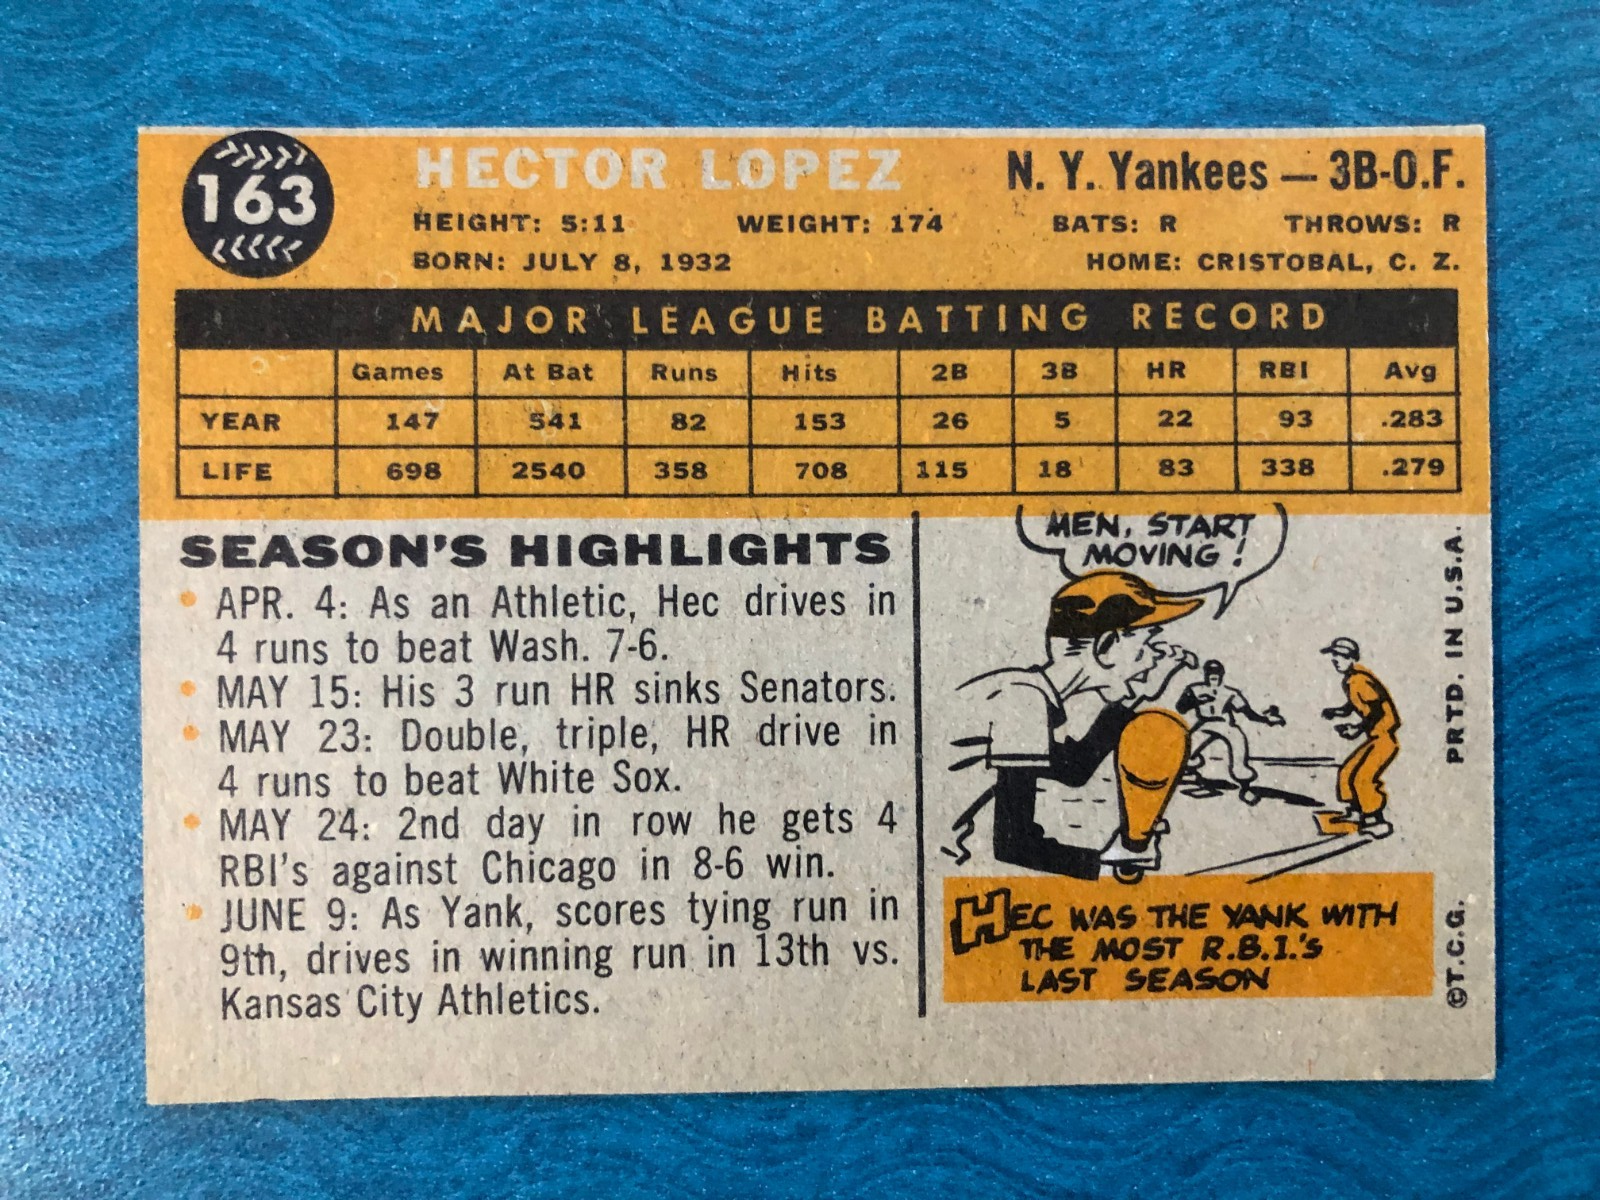 163
HECTOR LOPEZ
N. Y. Yankees — 3B-O.F.
HEIGHT: 5:11 WEIGHT: 174 BATS: R THROWS: R
BORN: JULY 8, 1932 HOME: CRISTOBAL, C. Z.
MAJOR LEAGUE BATTING RECORD
Games At Bat Runs Hits 2B 3B HR RBI Avg
YEAR 147 541 82 153 26 5 22 93 .283
LIFE 698 2540 358 708 115 18 83 338 .279
SEASON'S HIGHLIGHTS
• APR. 4: As an Athletic, Hec drives in
4 runs to beat Wash. 7-6.
• MAY 15: His 3 run HR sinks Senators.
• MAY 23: Double, triple, HR drive in
4 runs to beat White Sox.
• MAY 24: 2nd day in row he gets 4
RBI's against Chicago in 8-6 win.
• JUNE 9: As Yank, scores tying run in
9th, drives in winning run in 13th vs.
Kansas City Athletics.
MEN, START
MOVING!
HEC WAS THE YANK WITH
THE MOST R.B.I.'s
LAST SEASON
©T.C.G. PRTD. IN U.S.A.